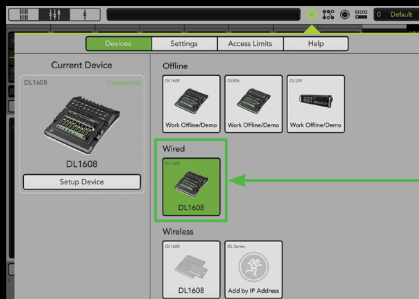 0 Default
Devices
Settings
Access Limits
Help
Current Device
DL1608
Connected
DL1608
Setup Device
Offline
DL1608
Work Offline/Demo
DL806
Work Offline/Demo
DL32R
Work Offline/Demo
Wired
DL1608
DL1608
Wireless
DL1608
DL1608
DL Series
Add by IP Address